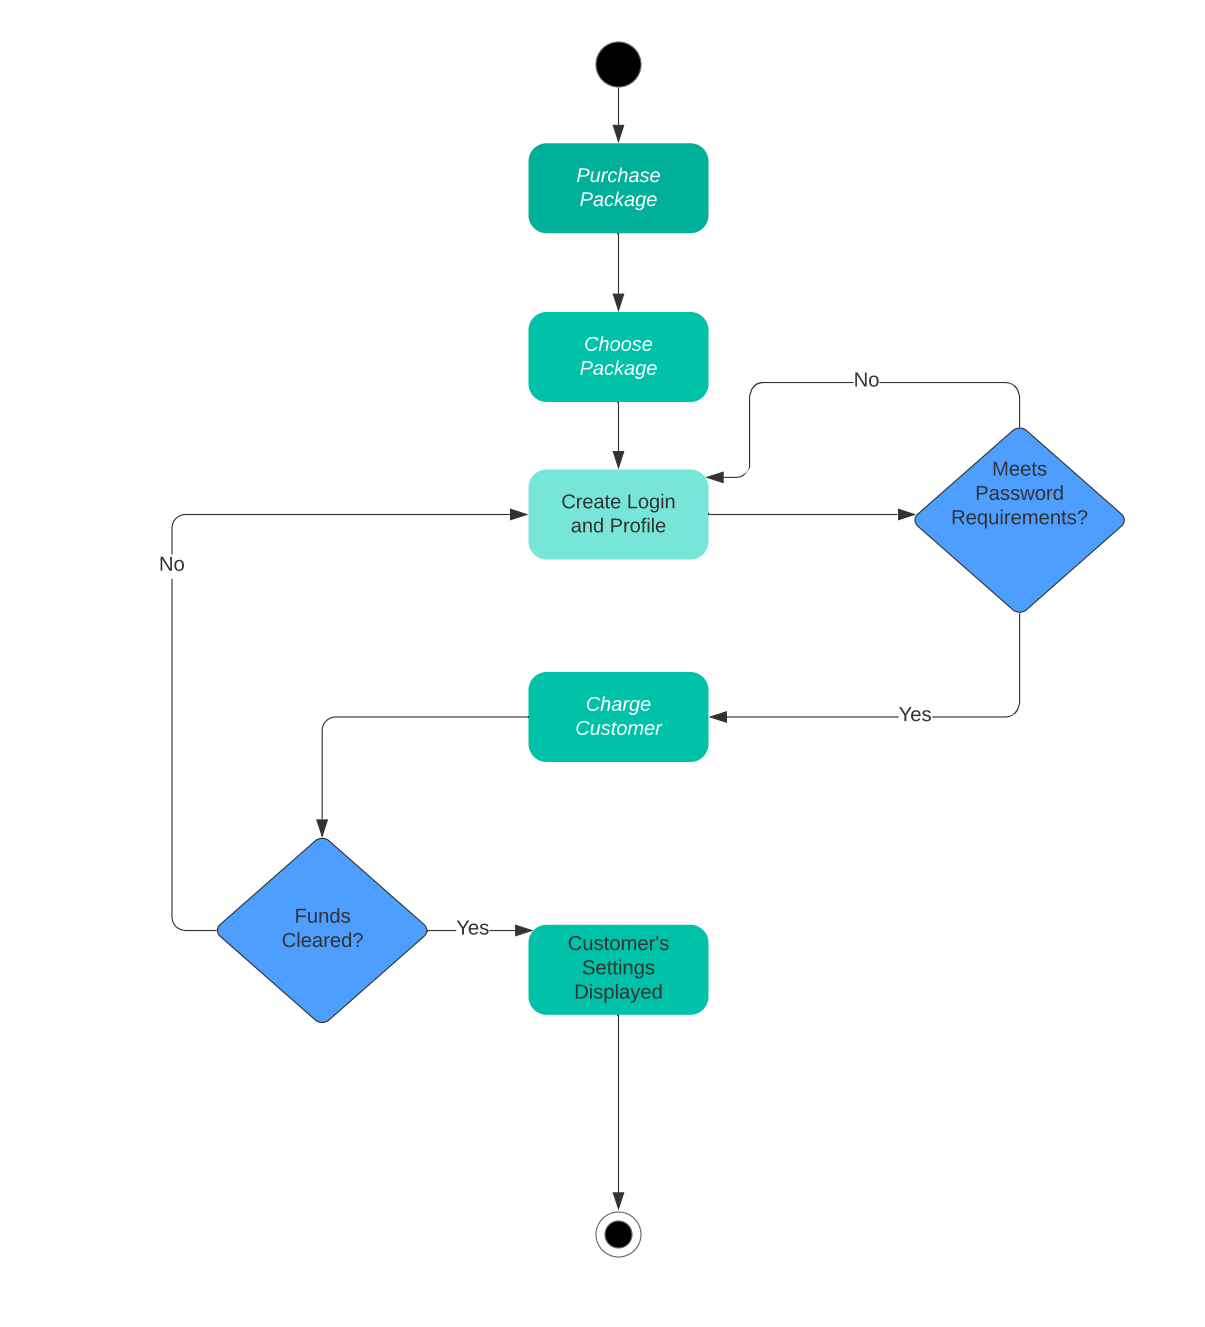 Purchase
Package
Choose
Package
No
Meets
Password
Requirements?
Create Login
and Profile
No
Charge
Customer
Yes
Funds
Cleared?
Yes
Customer's
Settings
Displayed